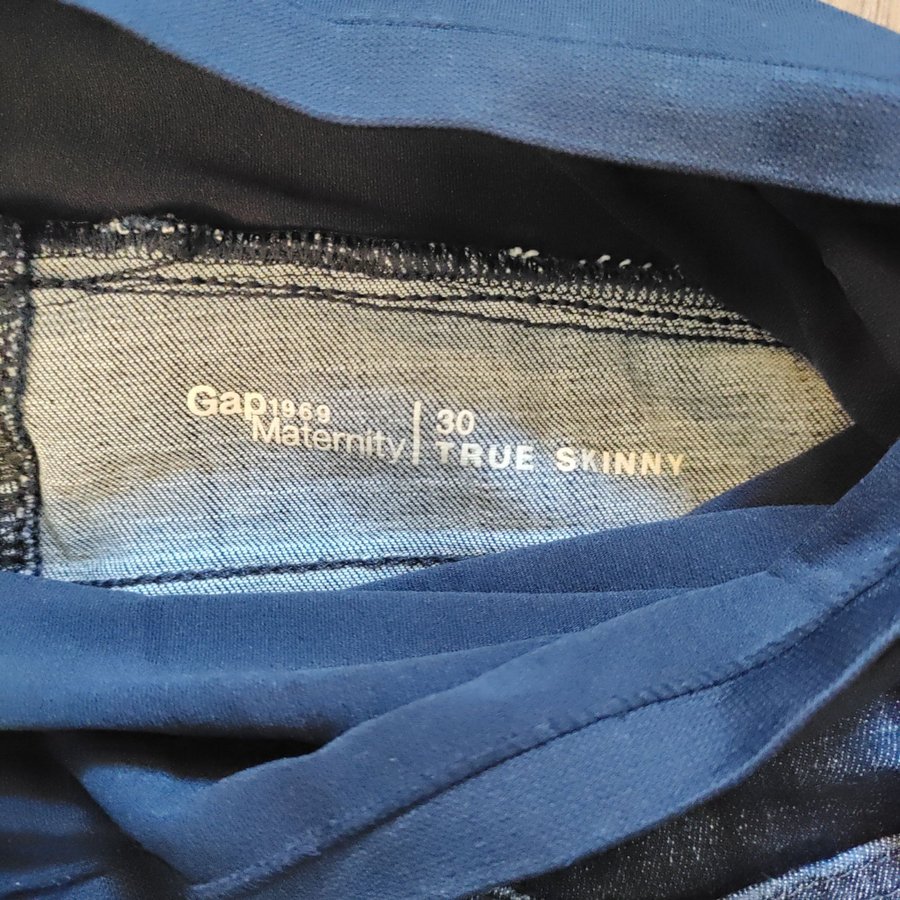 Gap1969
Maternity
30
TRUE SKINNY